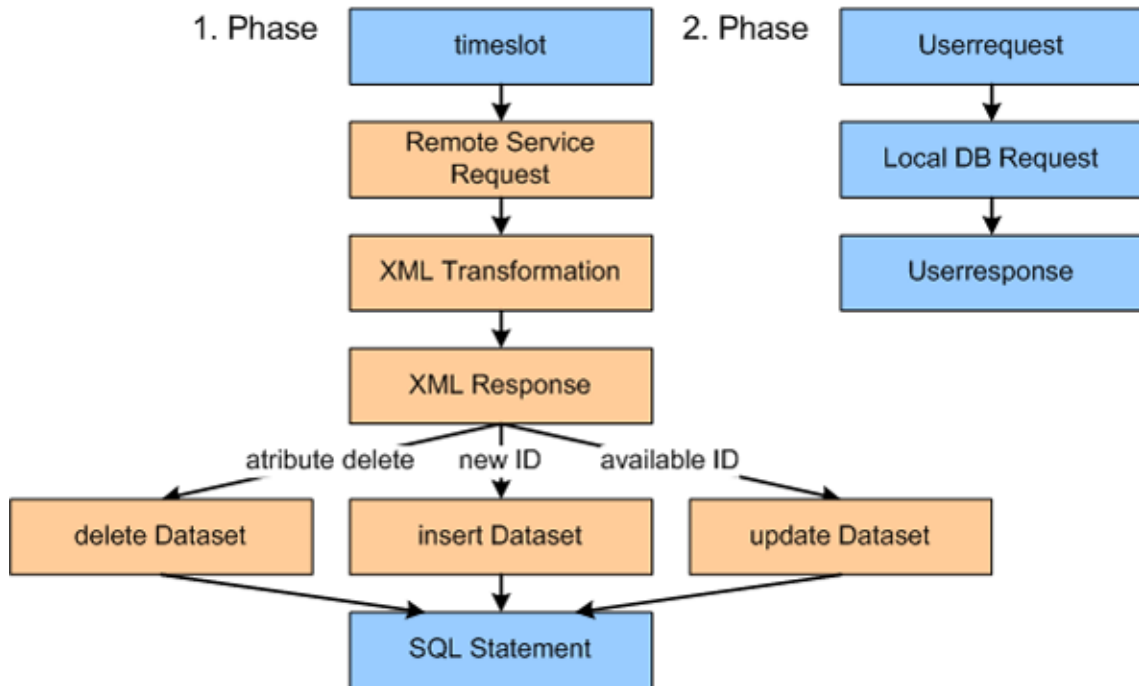 1. Phase
timeslot
Remote Service
Request
XML Transformation
XML Response
atribute delete
new ID
available ID
delete Dataset
insert Dataset
update Dataset
SQL Statement
2. Phase
Userrequest
Local DB Request
Userresponse